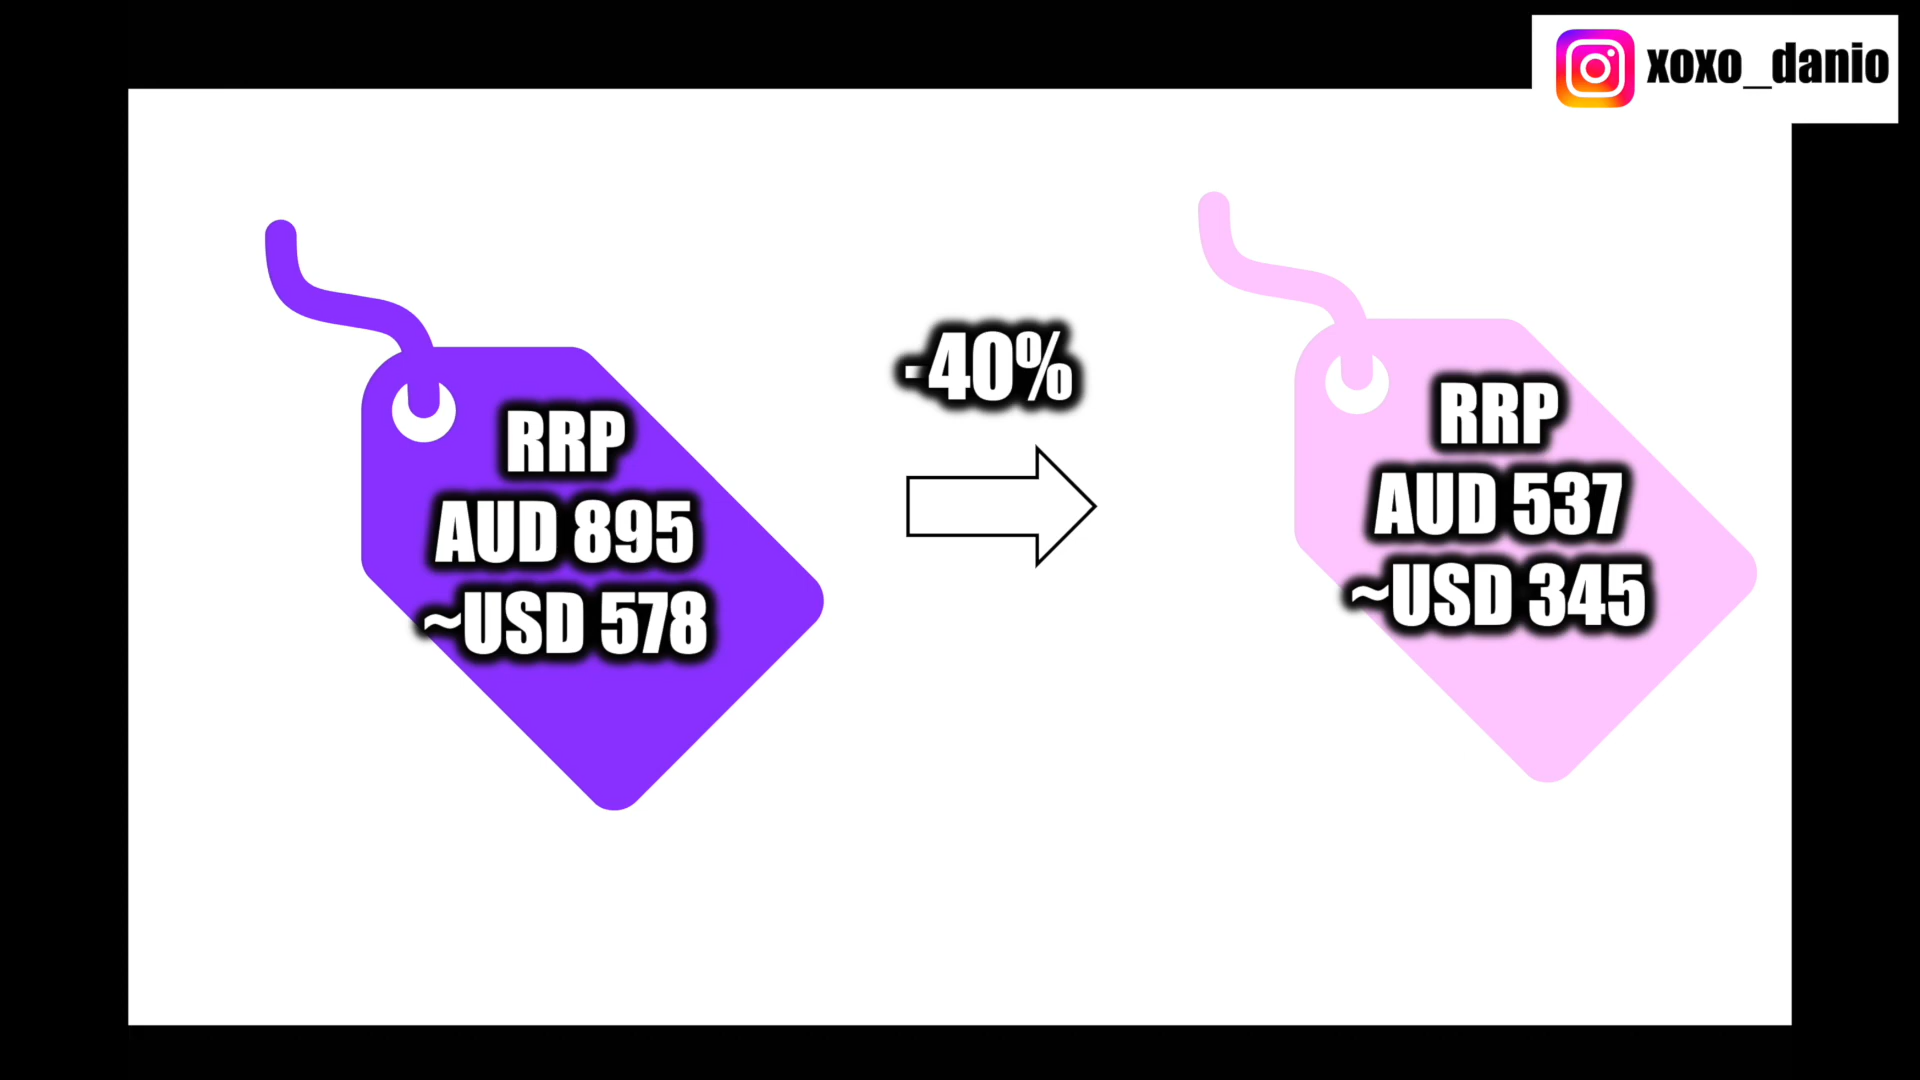 xoxo_danio
RRP
AUD 895
~USD 578
-40%
RRP
AUD 537
~USD 345